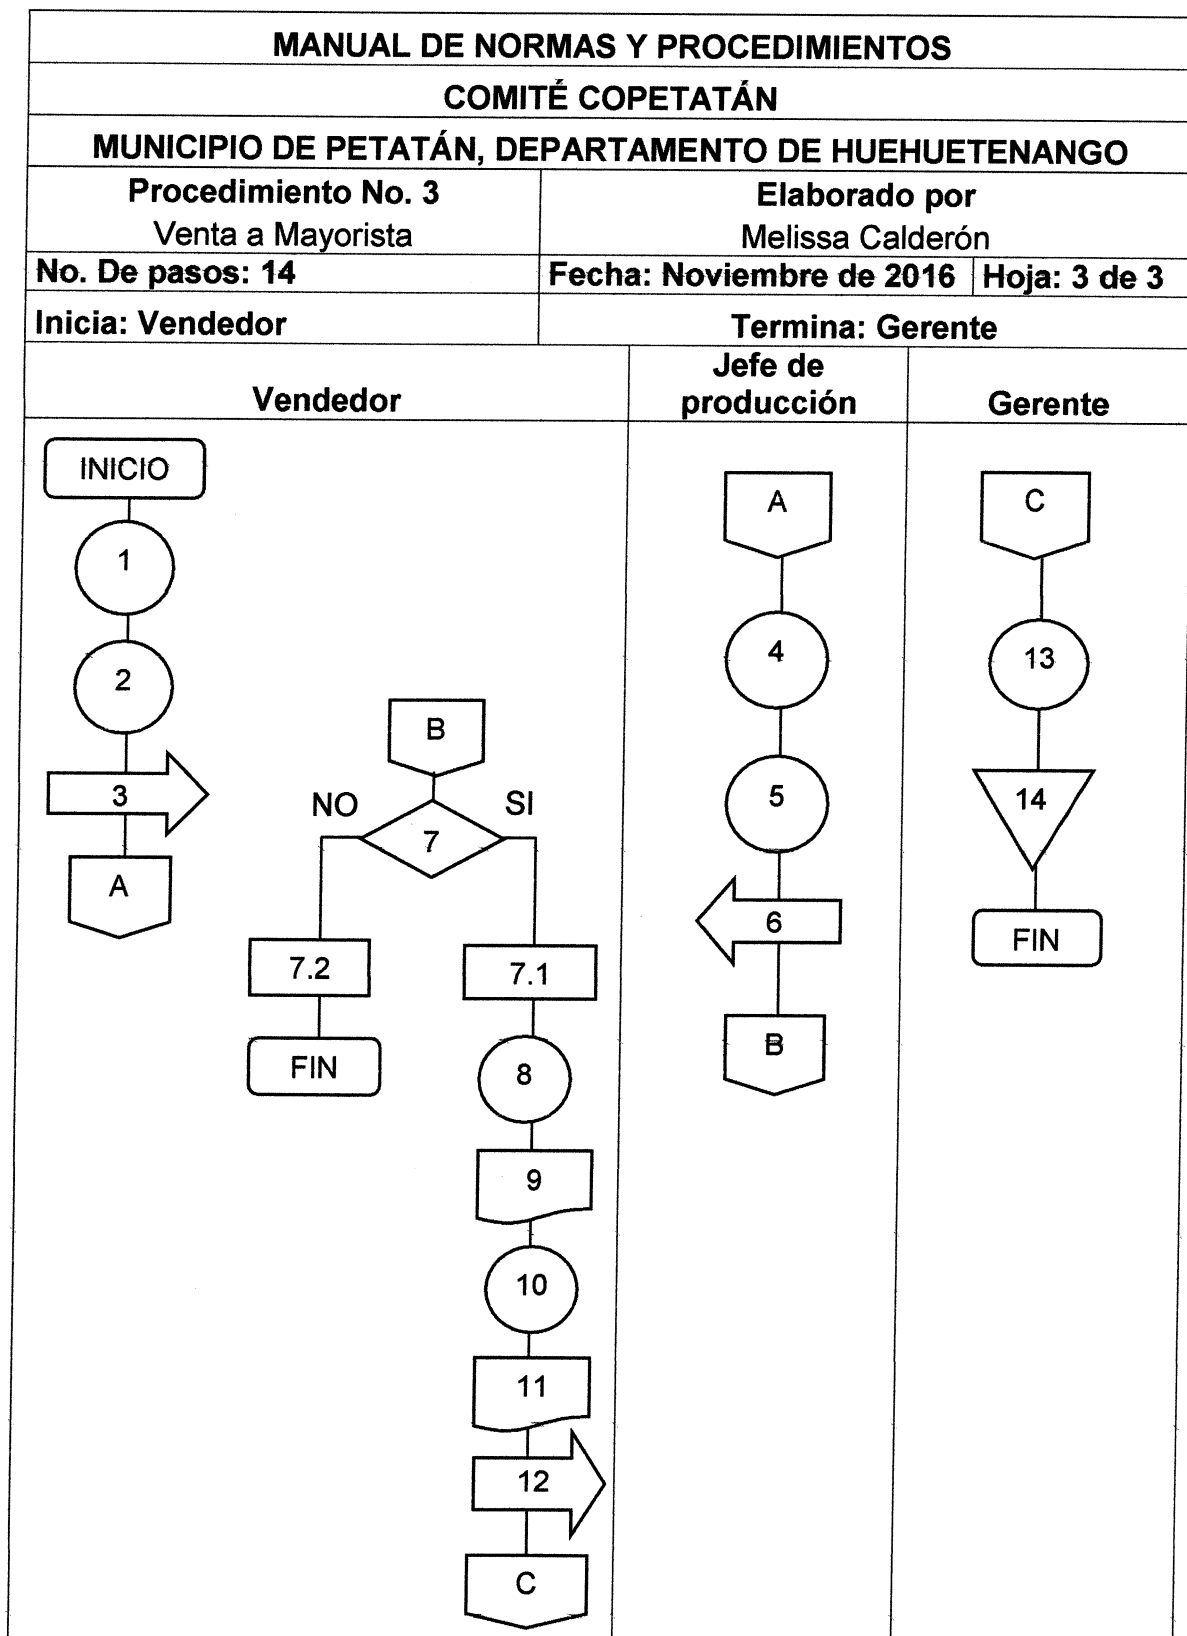 MANUAL DE NORMAS Y PROCEDIMIENTOS
COMITÉ COPETATÁN
MUNICIPIO DE PETATÁN, DEPARTAMENTO DE HUEHUETENANGO
Procedimiento No. 3
Venta a Mayorista
Elaborado por
Melissa Calderón
No. De pasos: 14
Fecha: Noviembre de 2016
Hoja: 3 de 3
Inicia: Vendedor
Termina: Gerente
Vendedor
Jefe de
producción
Gerente
INICIO
1
2
3
A
B
NO
SI
7
7.2
7.1
FIN
8
9
10
11
12
C
A
4
5
6
B
C
13
14
FIN